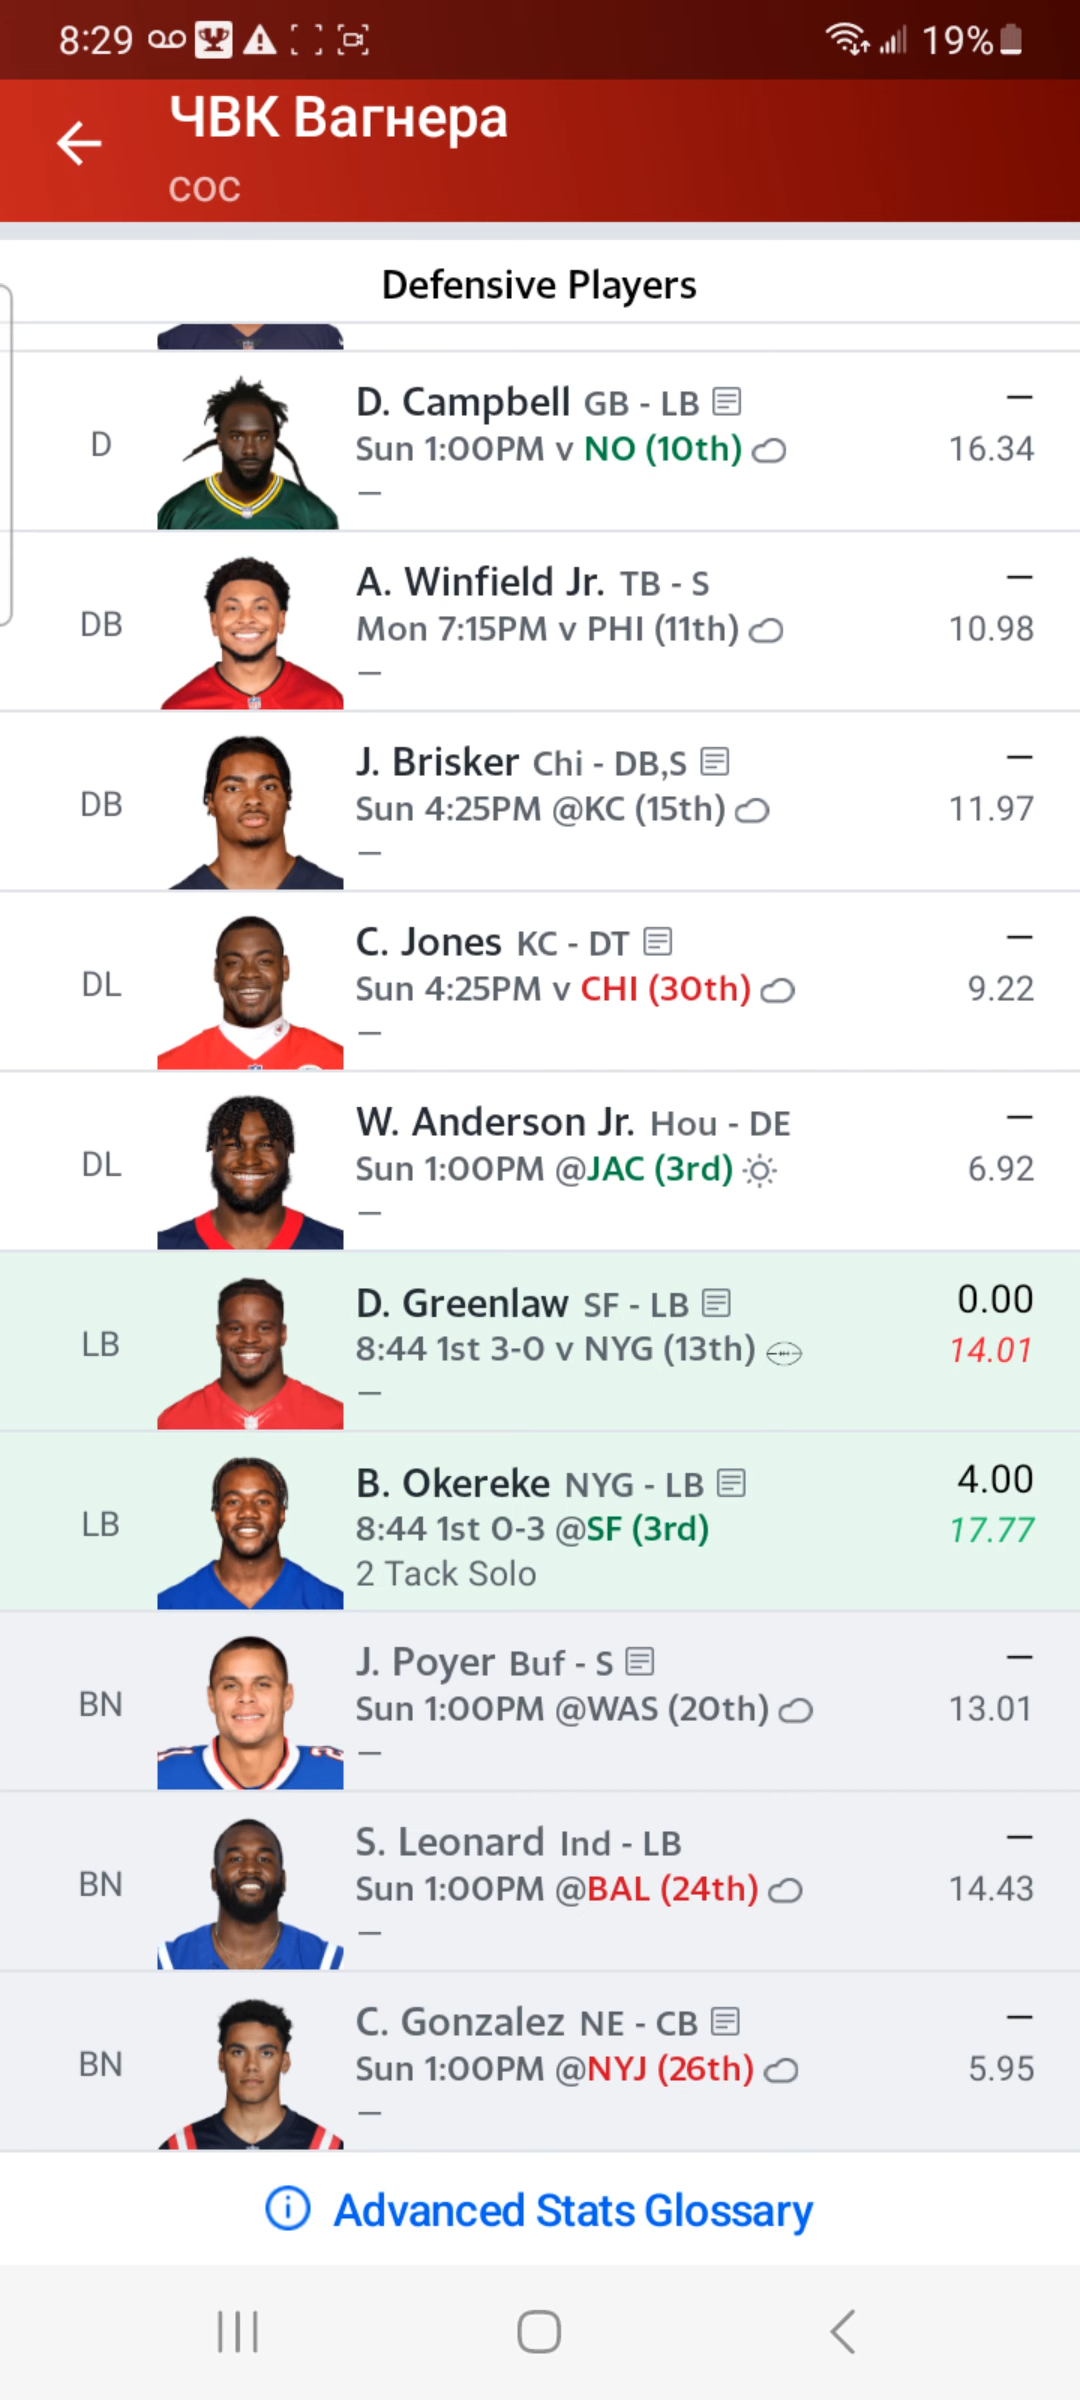 8:29 19%
ЧВК Вагнера
COC
Defensive Players
D. Campbell GB - LB —
D Sun 1:00PM v NO (10th) 16.34
—
A. Winfield Jr. TB - S —
DB Mon 7:15PM v PHI (11th) 10.98
—
J. Brisker Chi - DB,S —
DB Sun 4:25PM @KC (15th) 11.97
—
C. Jones KC - DT —
DL Sun 4:25PM v CHI (30th) 9.22
—
W. Anderson Jr. Hou - DE —
DL Sun 1:00PM @JAC (3rd) 6.92
—
D. Greenlaw SF - LB 0.00
LB 8:44 1st 3-0 v NYG (13th) 14.01
—
B. Okereke NYG - LB 4.00
LB 8:44 1st 0-3 @SF (3rd) 17.77
2 Tack Solo
J. Poyer Buf - S —
BN Sun 1:00PM @WAS (20th) 13.01
—
S. Leonard Ind - LB —
BN Sun 1:00PM @BAL (24th) 14.43
—
C. Gonzalez NE - CB —
BN Sun 1:00PM @NYJ (26th) 5.95
—
Advanced Stats Glossary